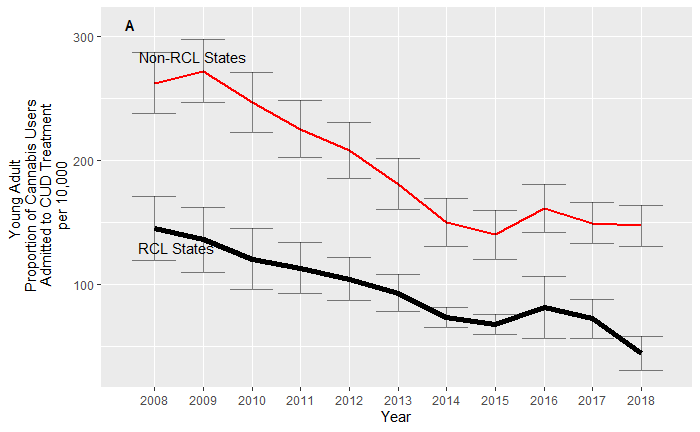 A
300
200
100
Non-RCL States
RCL States
Young Adult
Proportion of Cannabis Users
Admitted to CUD Treatment
per 10,000
2008 2009 2010 2011 2012 2013 2014 2015 2016 2017 2018
Year